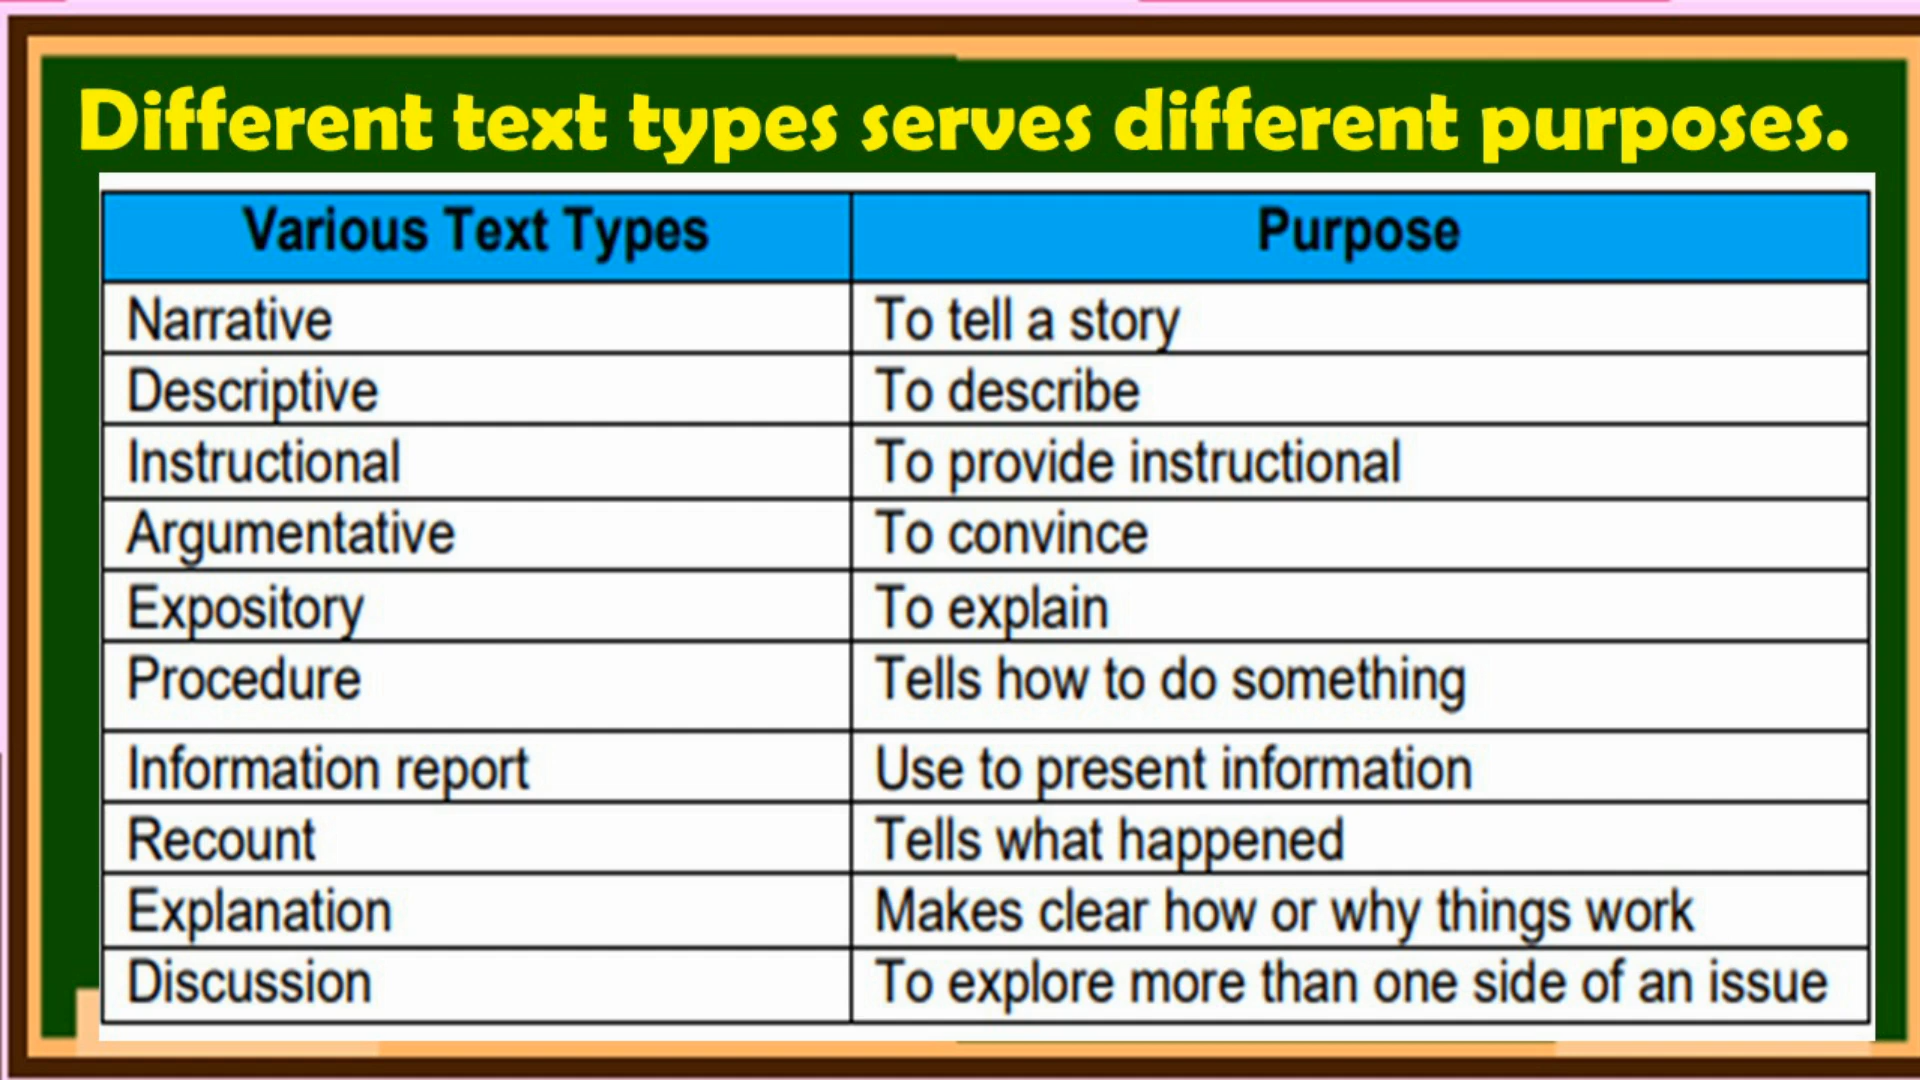 Different text types serves different purposes.
Various Text Types Purpose
Narrative To tell a story
Descriptive To describe
Instructional To provide instructional
Argumentative To convince
Expository To explain
Procedure Tells how to do something
Information report Use to present information
Recount Tells what happened
Explanation Makes clear how or why things work
Discussion To explore more than one side of an issue